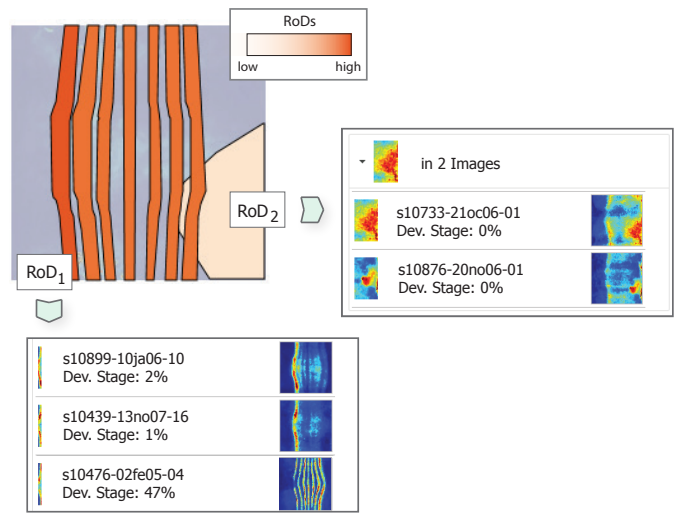 RoDs
low high
RoD2
RoD1
in 2 Images
s10733-21oc06-01
Dev. Stage: 0%
s10876-20no06-01
Dev. Stage: 0%
s10899-10ja06-10
Dev. Stage: 2%
s10439-13no07-16
Dev. Stage: 1%
s10476-02fe05-04
Dev. Stage: 47%